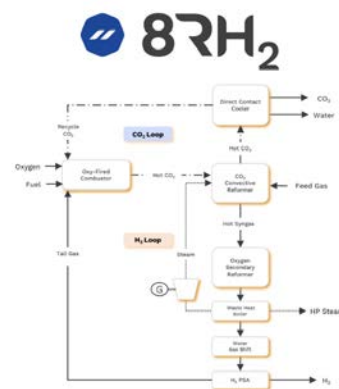 8RH₂
Direct Contact
Cooler
CO₂
Water
Recycle
CO₂
CO₂ Loop
Hot CO₂
Oxygen
Fuel
Oxy-Fired
Combustor
Hot CO₂
CO₂
Convective
Reformer
Feed Gas
Hot Syngas
H₂ Loop
Tail Gas
Steam
Oxygen
Secondary
Reformer
G
Waste Heat
Boiler
HP Steam
Water
Gas Shift
H₂ PSA
H₂